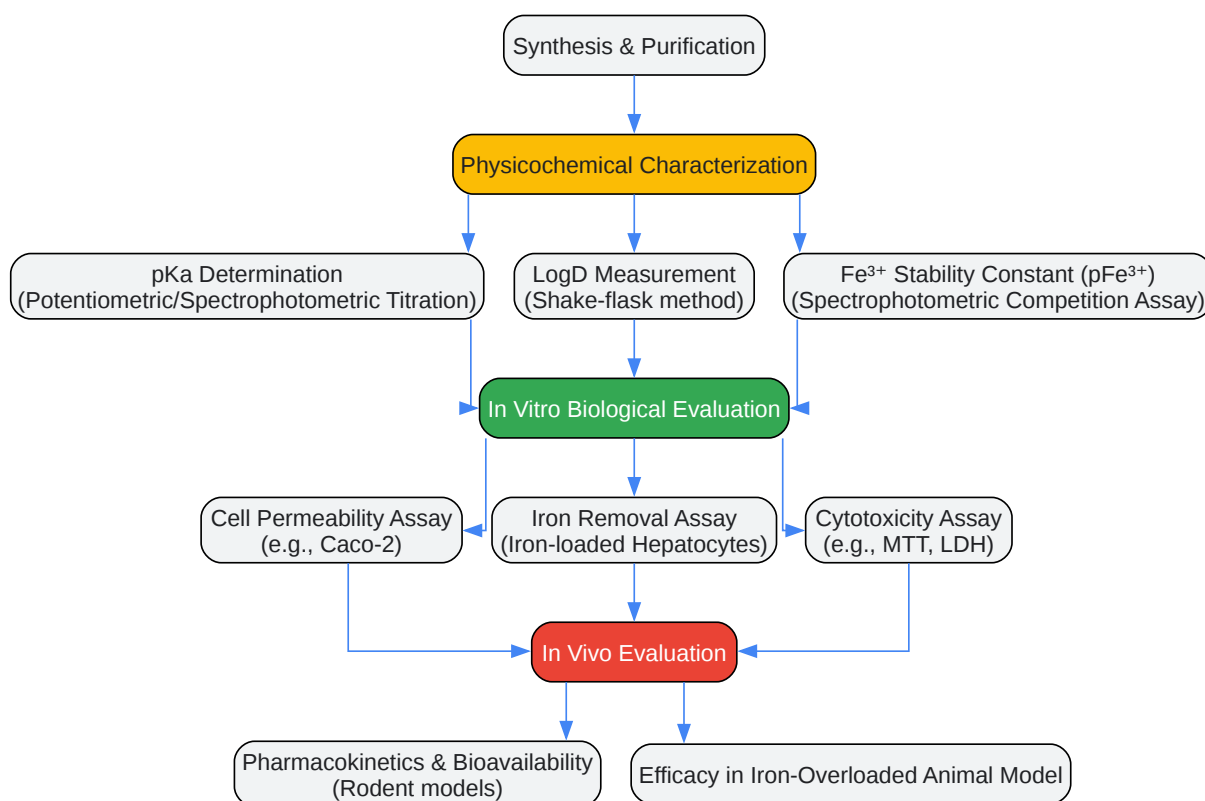 Synthesis & Purification
Physicochemical Characterization
pKa Determination
(Potentiometric/Spectrophotometric Titration)
LogD Measurement
(Shake-flask method)
Fe³⁺ Stability Constant (pFe³⁺)
(Spectrophotometric Competition Assay)
In Vitro Biological Evaluation
Cell Permeability Assay
(e.g., Caco-2)
Iron Removal Assay
(Iron-loaded Hepatocytes)
Cytotoxicity Assay
(e.g., MTT, LDH)
In Vivo Evaluation
Pharmacokinetics & Bioavailability
(Rodent models)
Efficacy in Iron-Overloaded Animal Model